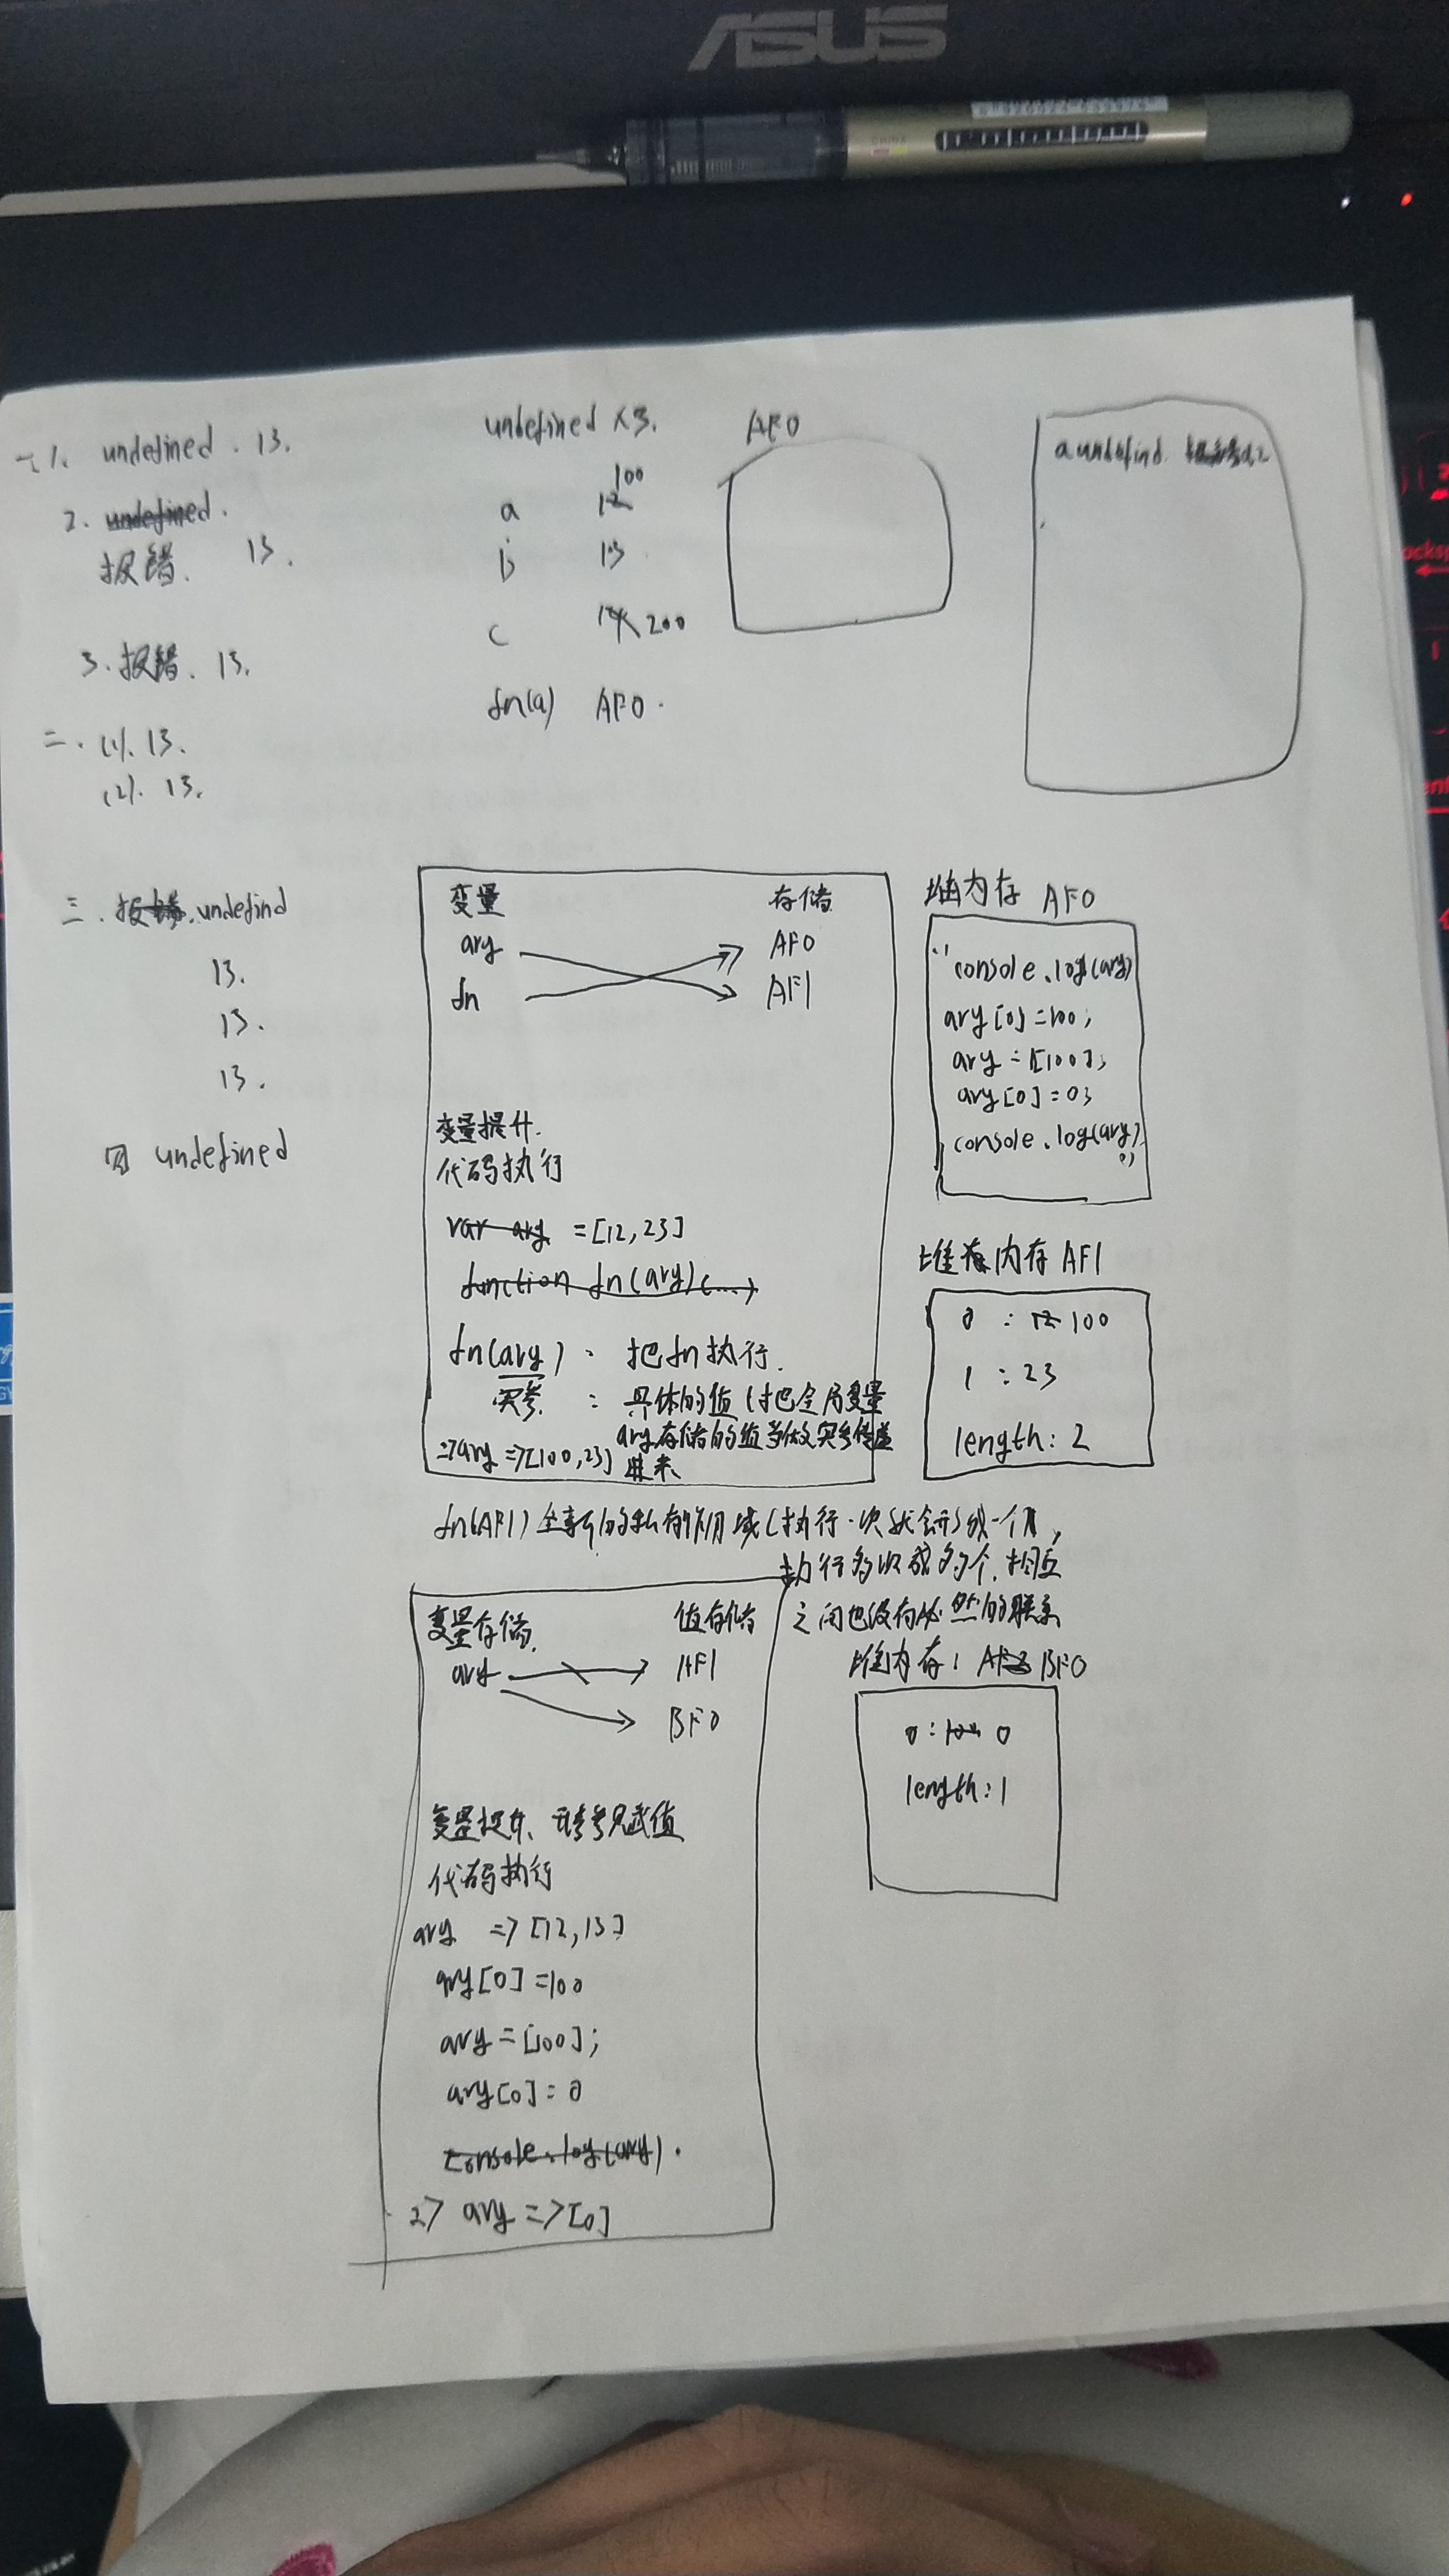 ASUS
一、1. undefined . 13.
2. undefined.
报错. 13.
3. 报错. 13.
二. (1). 13.
(2). 13.
三. 报错. undefind
13.
13.
13.
四 undefined
undefined ×3.
100
a 12
b 13
c 14 200
fn(a) AF0.
AF0
a undefind.
变量 存储
ary AF0
fn AF1
变量提升.
代码执行
var ary = [12,23]
function fn(ary){...}
fn(ary): 把fn执行.
实参 : 具体的值(把全局变量
ary存储的值当做实参传递
进来
=>ary=>[100,23]
堆内存 AF0
"console.log(ary)
ary[0]=100;
ary=[100];
ary[0]=0;
console.log(ary)
")
堆内存 AF1
0 : 12 100
1 : 23
length: 2
fn(AF1) 全新的私有作用域(执行一次就会形成一个,
执行多次成多个,相互
之间也没有必然的联系
变量存储 值存储
ary AF1
BF0
堆内存: BF0
0: 100 0
length:1
变量提升、形参赋值
代码执行
ary => [12,13]
ary[0]=100
ary=[100];
ary[0]=0
console.log(ary).
2> ary=>[0]